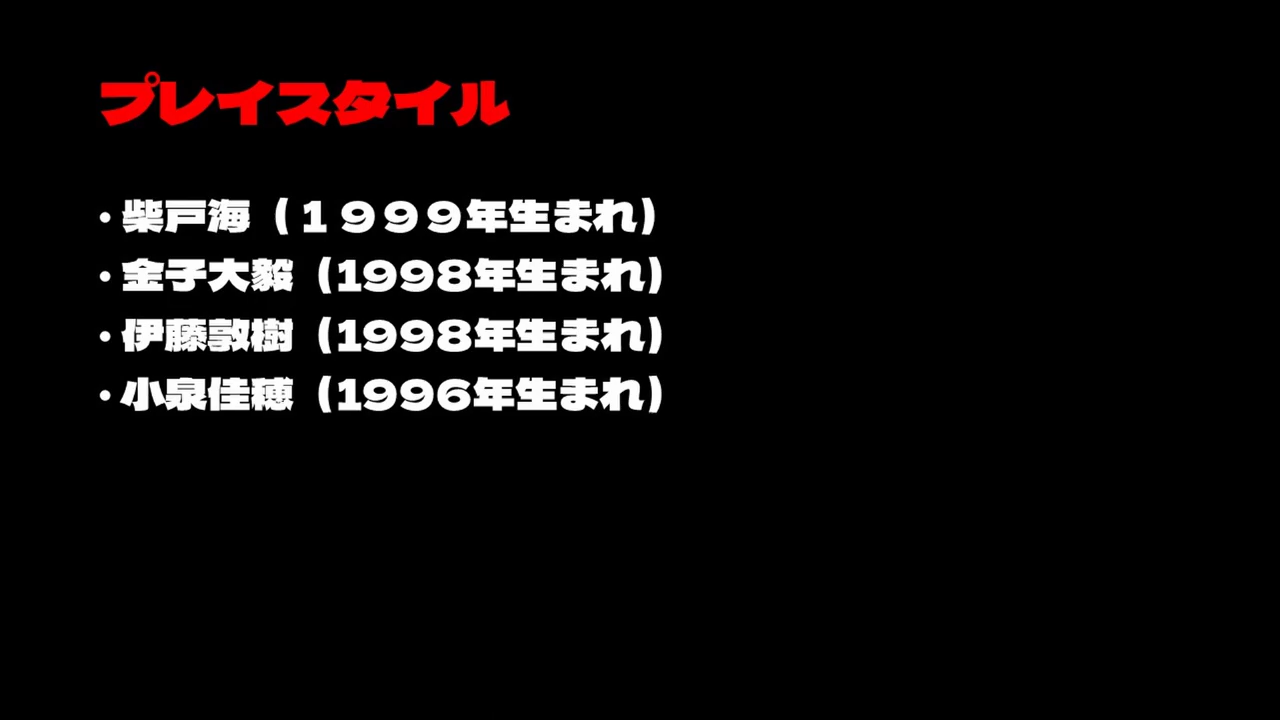 プレイスタイル
・柴戸海（１９９９年生まれ）
・金子大毅（1998年生まれ）
・伊藤敦樹（1998年生まれ）
・小泉佳穂（1996年生まれ）